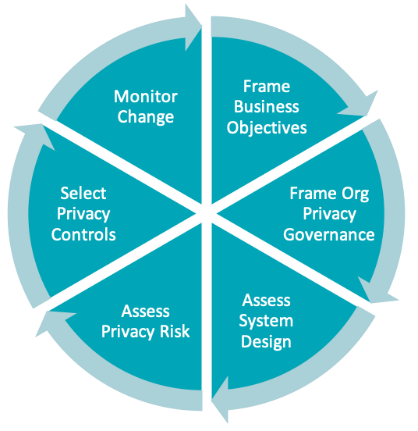 Frame
Business
Objectives
Frame Org
Privacy
Governance
Assess
System
Design
Assess
Privacy Risk
Select
Privacy
Controls
Monitor
Change